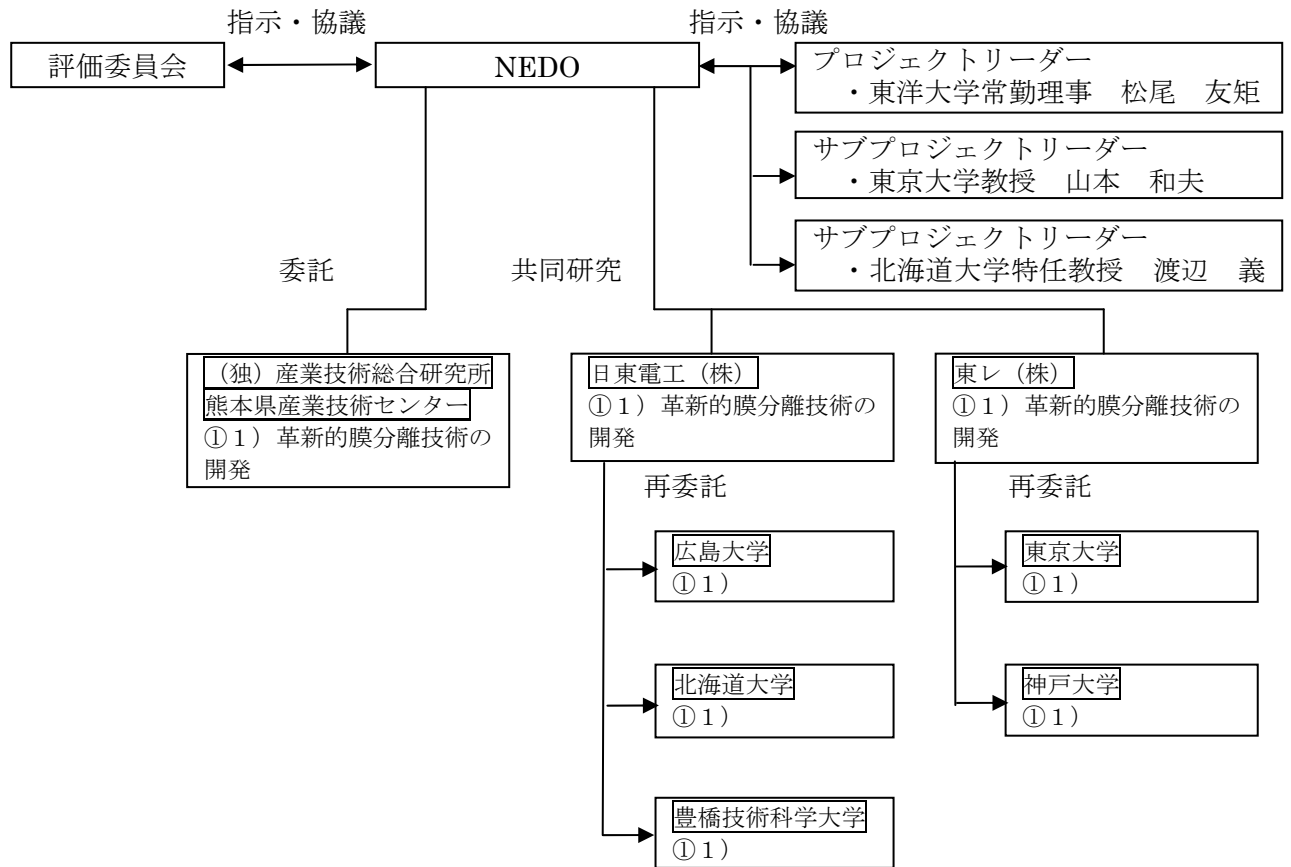 指示・協議
指示・協議
評価委員会
NEDO
プロジェクトリーダー
・東洋大学常勤理事 松尾 友矩
サブプロジェクトリーダー
・東京大学教授 山本 和夫
サブプロジェクトリーダー
・北海道大学特任教授 渡辺 義
委託
共同研究
(独)産業技術総合研究所
熊本県産業技術センター
①1)革新的膜分離技術の
開発
日東電工(株)
①1)革新的膜分離技術の
開発
東レ(株)
①1)革新的膜分離技術の
開発
再委託
再委託
広島大学
①1)
東京大学
①1)
北海道大学
①1)
神戸大学
①1)
豊橋技術科学大学
①1)